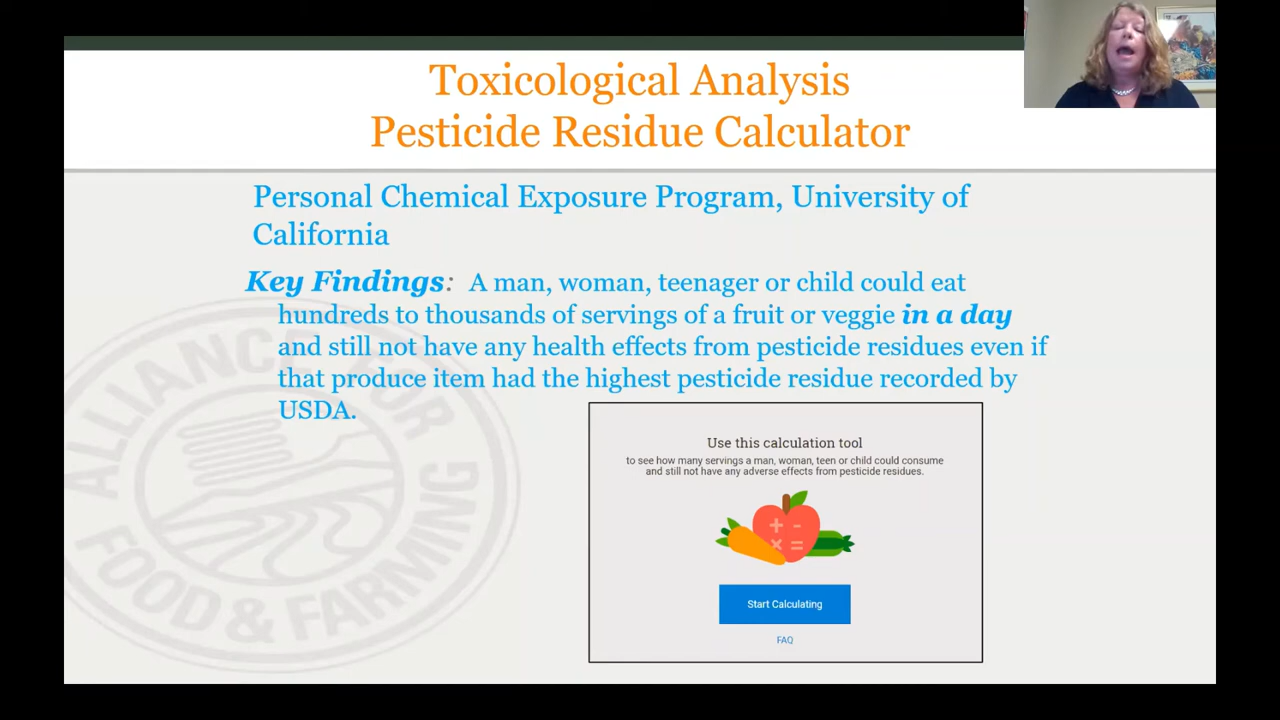 Toxicological Analysis
Pesticide Residue Calculator
Personal Chemical Exposure Program, University of
California
Key Findings: A man, woman, teenager or child could eat
hundreds to thousands of servings of a fruit or veggie in a day
and still not have any health effects from pesticide residues even if
that produce item had the highest pesticide residue recorded by
USDA.
ALLIANCE FOR
FOOD & FARMING
Use this calculation tool
to see how many servings a man, woman, teen or child could consume
and still not have any adverse effects from pesticide residues.
+ -
× =
Start Calculating
FAQ